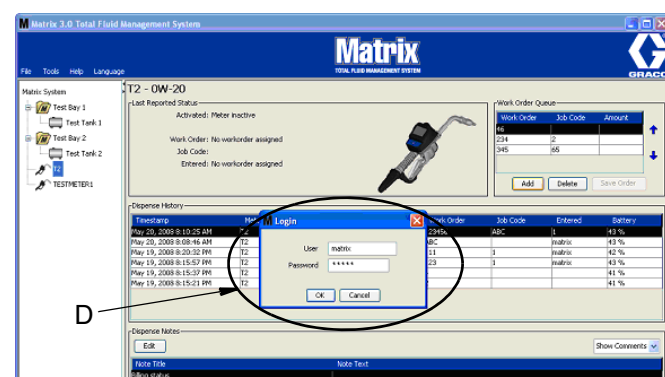 Matrix 3.0 Total Fluid Management System
Matrix
TOTAL FLUID MANAGEMENT SYSTEM
GRACO
File Tools Help Language
Matrix System
Test Bay 1
Test Tank 1
Test Bay 2
Test Tank 2
T2
TESTMETER1
T2 - 0W-20
Last Reported Status
Activated: Meter inactive
Work Order: No workorder assigned
Job Code:
Entered: No workorder assigned
Work Order Queue
Work Order Job Code Amount
46
234 2
345 65
Add Delete Save Order
Dispense History
Timestamp Work Order Job Code Entered Battery
May 20, 2008 8:10:25 AM T2 ABC 1 43 %
May 20, 2008 8:08:46 AM T2 matrix 43 %
May 19, 2008 8:20:32 PM T2 11 1 matrix 42 %
May 19, 2008 8:15:57 PM T2 23 1 matrix 43 %
May 19, 2008 8:15:37 PM T2 41 %
May 19, 2008 8:15:21 PM T2 41 %
Login
User matrix
Password *****
OK Cancel
D
Dispense Notes
Edit Show Comments
Note Title Note Text
Billing status